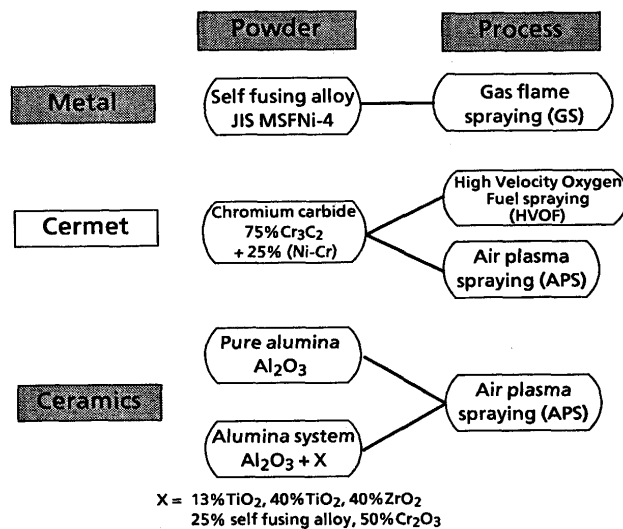 Powder
Process
Metal
Self fusing alloy
JIS MSFNi-4
Gas flame
spraying (GS)
Cermet
Chromium carbide
75%Cr₃C₂
+ 25% (Ni-Cr)
High Velocity Oxygen
Fuel spraying
(HVOF)
Air plasma
spraying (APS)
Ceramics
Pure alumina
Al₂O₃
Alumina system
Al₂O₃ + X
Air plasma
spraying (APS)
X = 13%TiO₂, 40%TiO₂, 40%ZrO₂
25% self fusing alloy, 50%Cr₂O₃